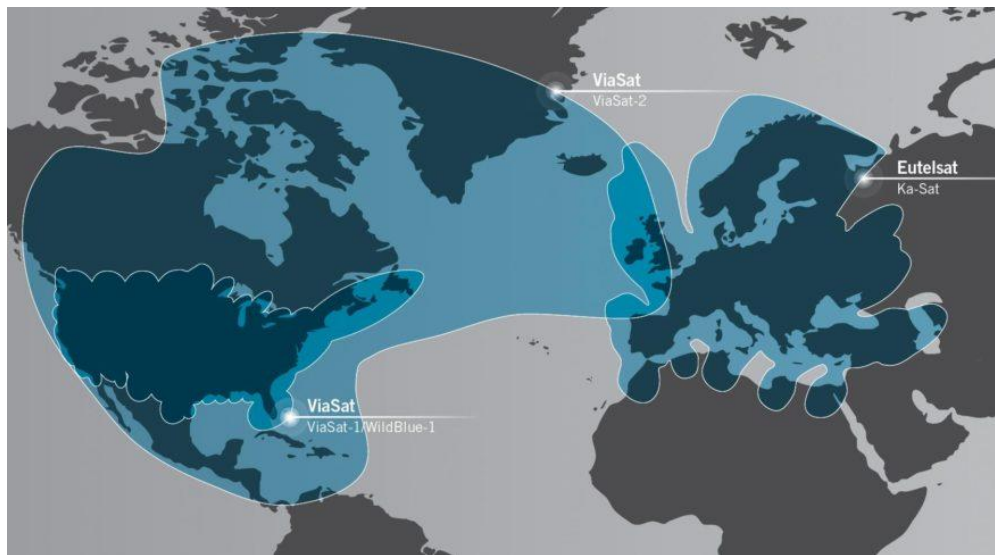 ViaSat
ViaSat-2
Eutelsat
Ka-Sat
ViaSat
ViaSat-1/WildBlue-1